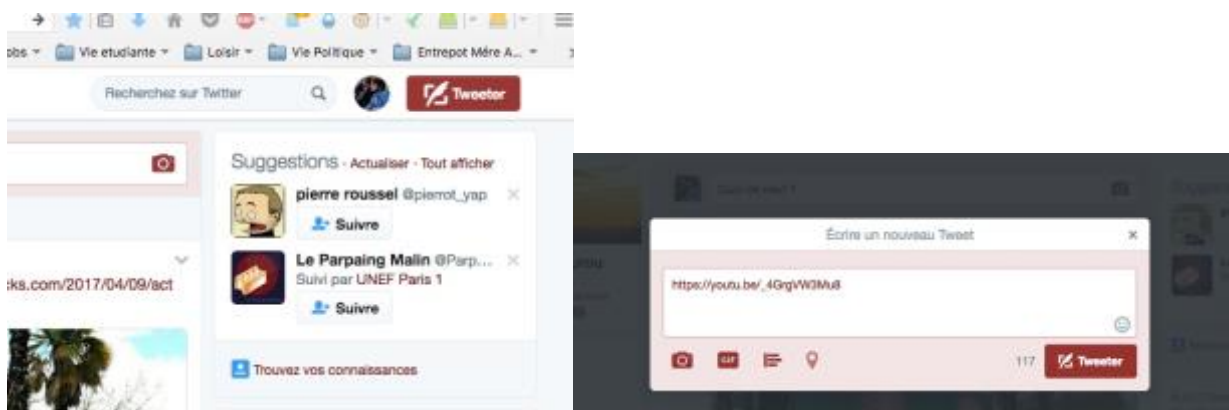 Vie etudiante
Loisir
Vie Politique
Entrepot Mére A...
Recherchez sur Twitter
Tweeter
Suggestions · Actualiser · Tout afficher
pierre roussel @pierrot_yap
Suivre
Le Parpaing Malin @Parp...
Suivi par UNEF Paris 1
Suivre
cks.com/2017/04/09/act
Trouvez vos connaissances
Écrire un nouveau Tweet
https://youtu.be/_4GrgVW3Mu8
GIF
117
Tweeter